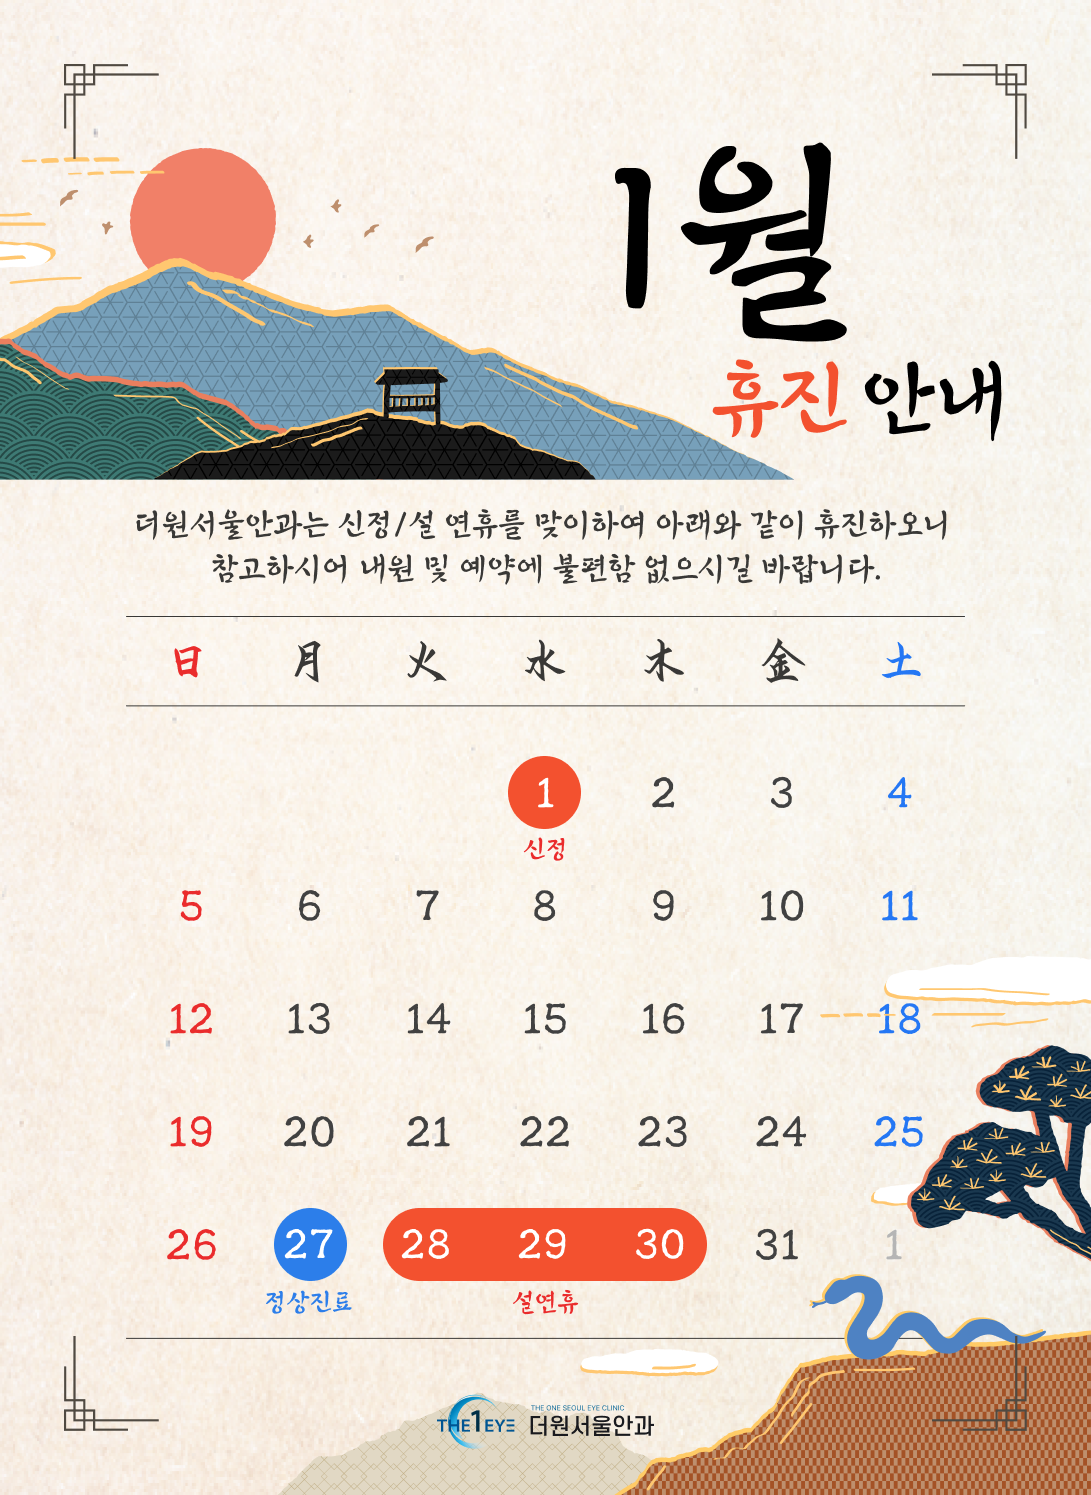 1월
휴진 안내
더원서울안과는 신정/설 연휴를 맞이하여 아래와 같이 휴진하오니
참고하시어 내원 및 예약에 불편함 없으시길 바랍니다.
日 月 火 水 木 金 土
1 2 3 4
신정
5 6 7 8 9 10 11
12 13 14 15 16 17 18
19 20 21 22 23 24 25
26 27 28 29 30 31 1
정상진료 설연휴
THE 1 EYE
THE ONE SEOUL EYE CLINIC
더원서울안과